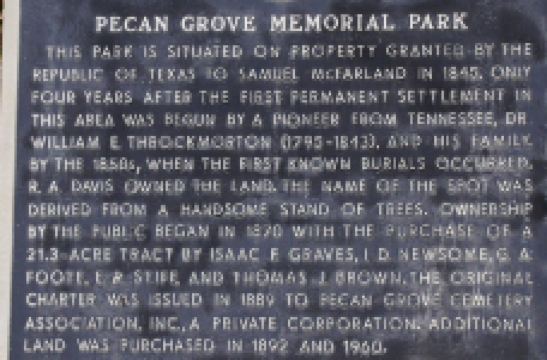 PECAN GROVE MEMORIAL PARK
THIS PARK IS SITUATED ON PROPERTY GRANTED BY THE
REPUBLIC OF TEXAS TO SAMUEL McFARLAND IN 1845, ONLY
FOUR YEARS AFTER THE FIRST PERMANENT SETTLEMENT IN
THIS AREA WAS BEGUN BY A PIONEER FROM TENNESSEE, DR.
WILLIAM E. THROCKMORTON (1795-1843), AND HIS FAMILY.
BY THE 1860s, WHEN THE FIRST KNOWN BURIALS OCCURRED,
R. A. DAVIS OWNED THE LAND. THE NAME OF THE SPOT WAS
DERIVED FROM A HANDSOME STAND OF TREES. OWNERSHIP
BY THE PUBLIC BEGAN IN 1870 WITH THE PURCHASE OF A
21.3-ACRE TRACT BY ISAAC F. GRAVES, I. D. NEWSOME, G. A.
FOOTE, E. R. STIFF, AND THOMAS J. BROWN. THE ORIGINAL
CHARTER WAS ISSUED IN 1889 TO PECAN GROVE CEMETERY
ASSOCIATION, INC., A PRIVATE CORPORATION. ADDITIONAL
LAND WAS PURCHASED IN 1892 AND 1960.